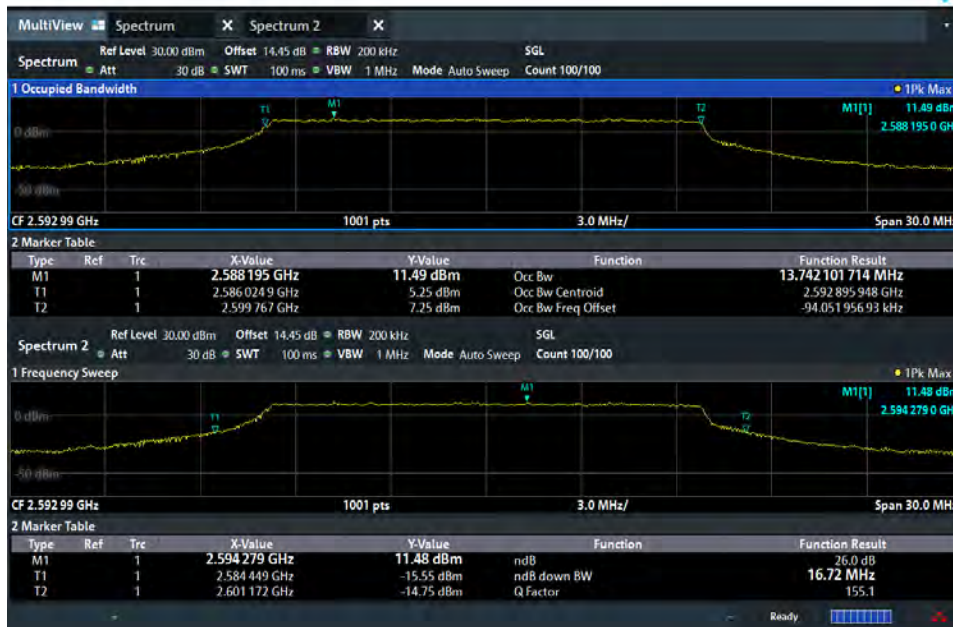 MultiView Spectrum X Spectrum 2 X
Spectrum Ref Level 30.00 dBm Offset 14.45 dB RBW 200 kHz SGL
Att 30 dB SWT 100 ms VBW 1 MHz Mode Auto Sweep Count 100/100
1 Occupied Bandwidth 1Pk Max
T1 M1 T2 M1[1] 11.49 dBm
0 dBm 2.588 195 0 GH
-50 dBm
CF 2.592 99 GHz 1001 pts 3.0 MHz/ Span 30.0 MH
2 Marker Table
Type Ref Trc X-Value Y-Value Function Function Result
M1 1 2.588 195 GHz 11.49 dBm Occ Bw 13.742 101 714 MHz
T1 1 2.586 024 9 GHz 5.25 dBm Occ Bw Centroid 2.592 895 948 GHz
T2 1 2.599 767 GHz 7.25 dBm Occ Bw Freq Offset -94.051 956 93 kHz
Spectrum 2 Ref Level 30.00 dBm Offset 14.45 dB RBW 200 kHz SGL
Att 30 dB SWT 100 ms VBW 1 MHz Mode Auto Sweep Count 100/100
1 Frequency Sweep 1Pk Max
M1 M1[1] 11.48 dBm
0 dBm T1 T2 2.594 279 0 GH
-50 dBm
CF 2.592 99 GHz 1001 pts 3.0 MHz/ Span 30.0 MH
2 Marker Table
Type Ref Trc X-Value Y-Value Function Function Result
M1 1 2.594 279 GHz 11.48 dBm ndB 26.0 dB
T1 1 2.584 449 GHz -15.55 dBm ndB down BW 16.72 MHz
T2 1 2.601 172 GHz -14.75 dBm Q Factor 155.1
Ready